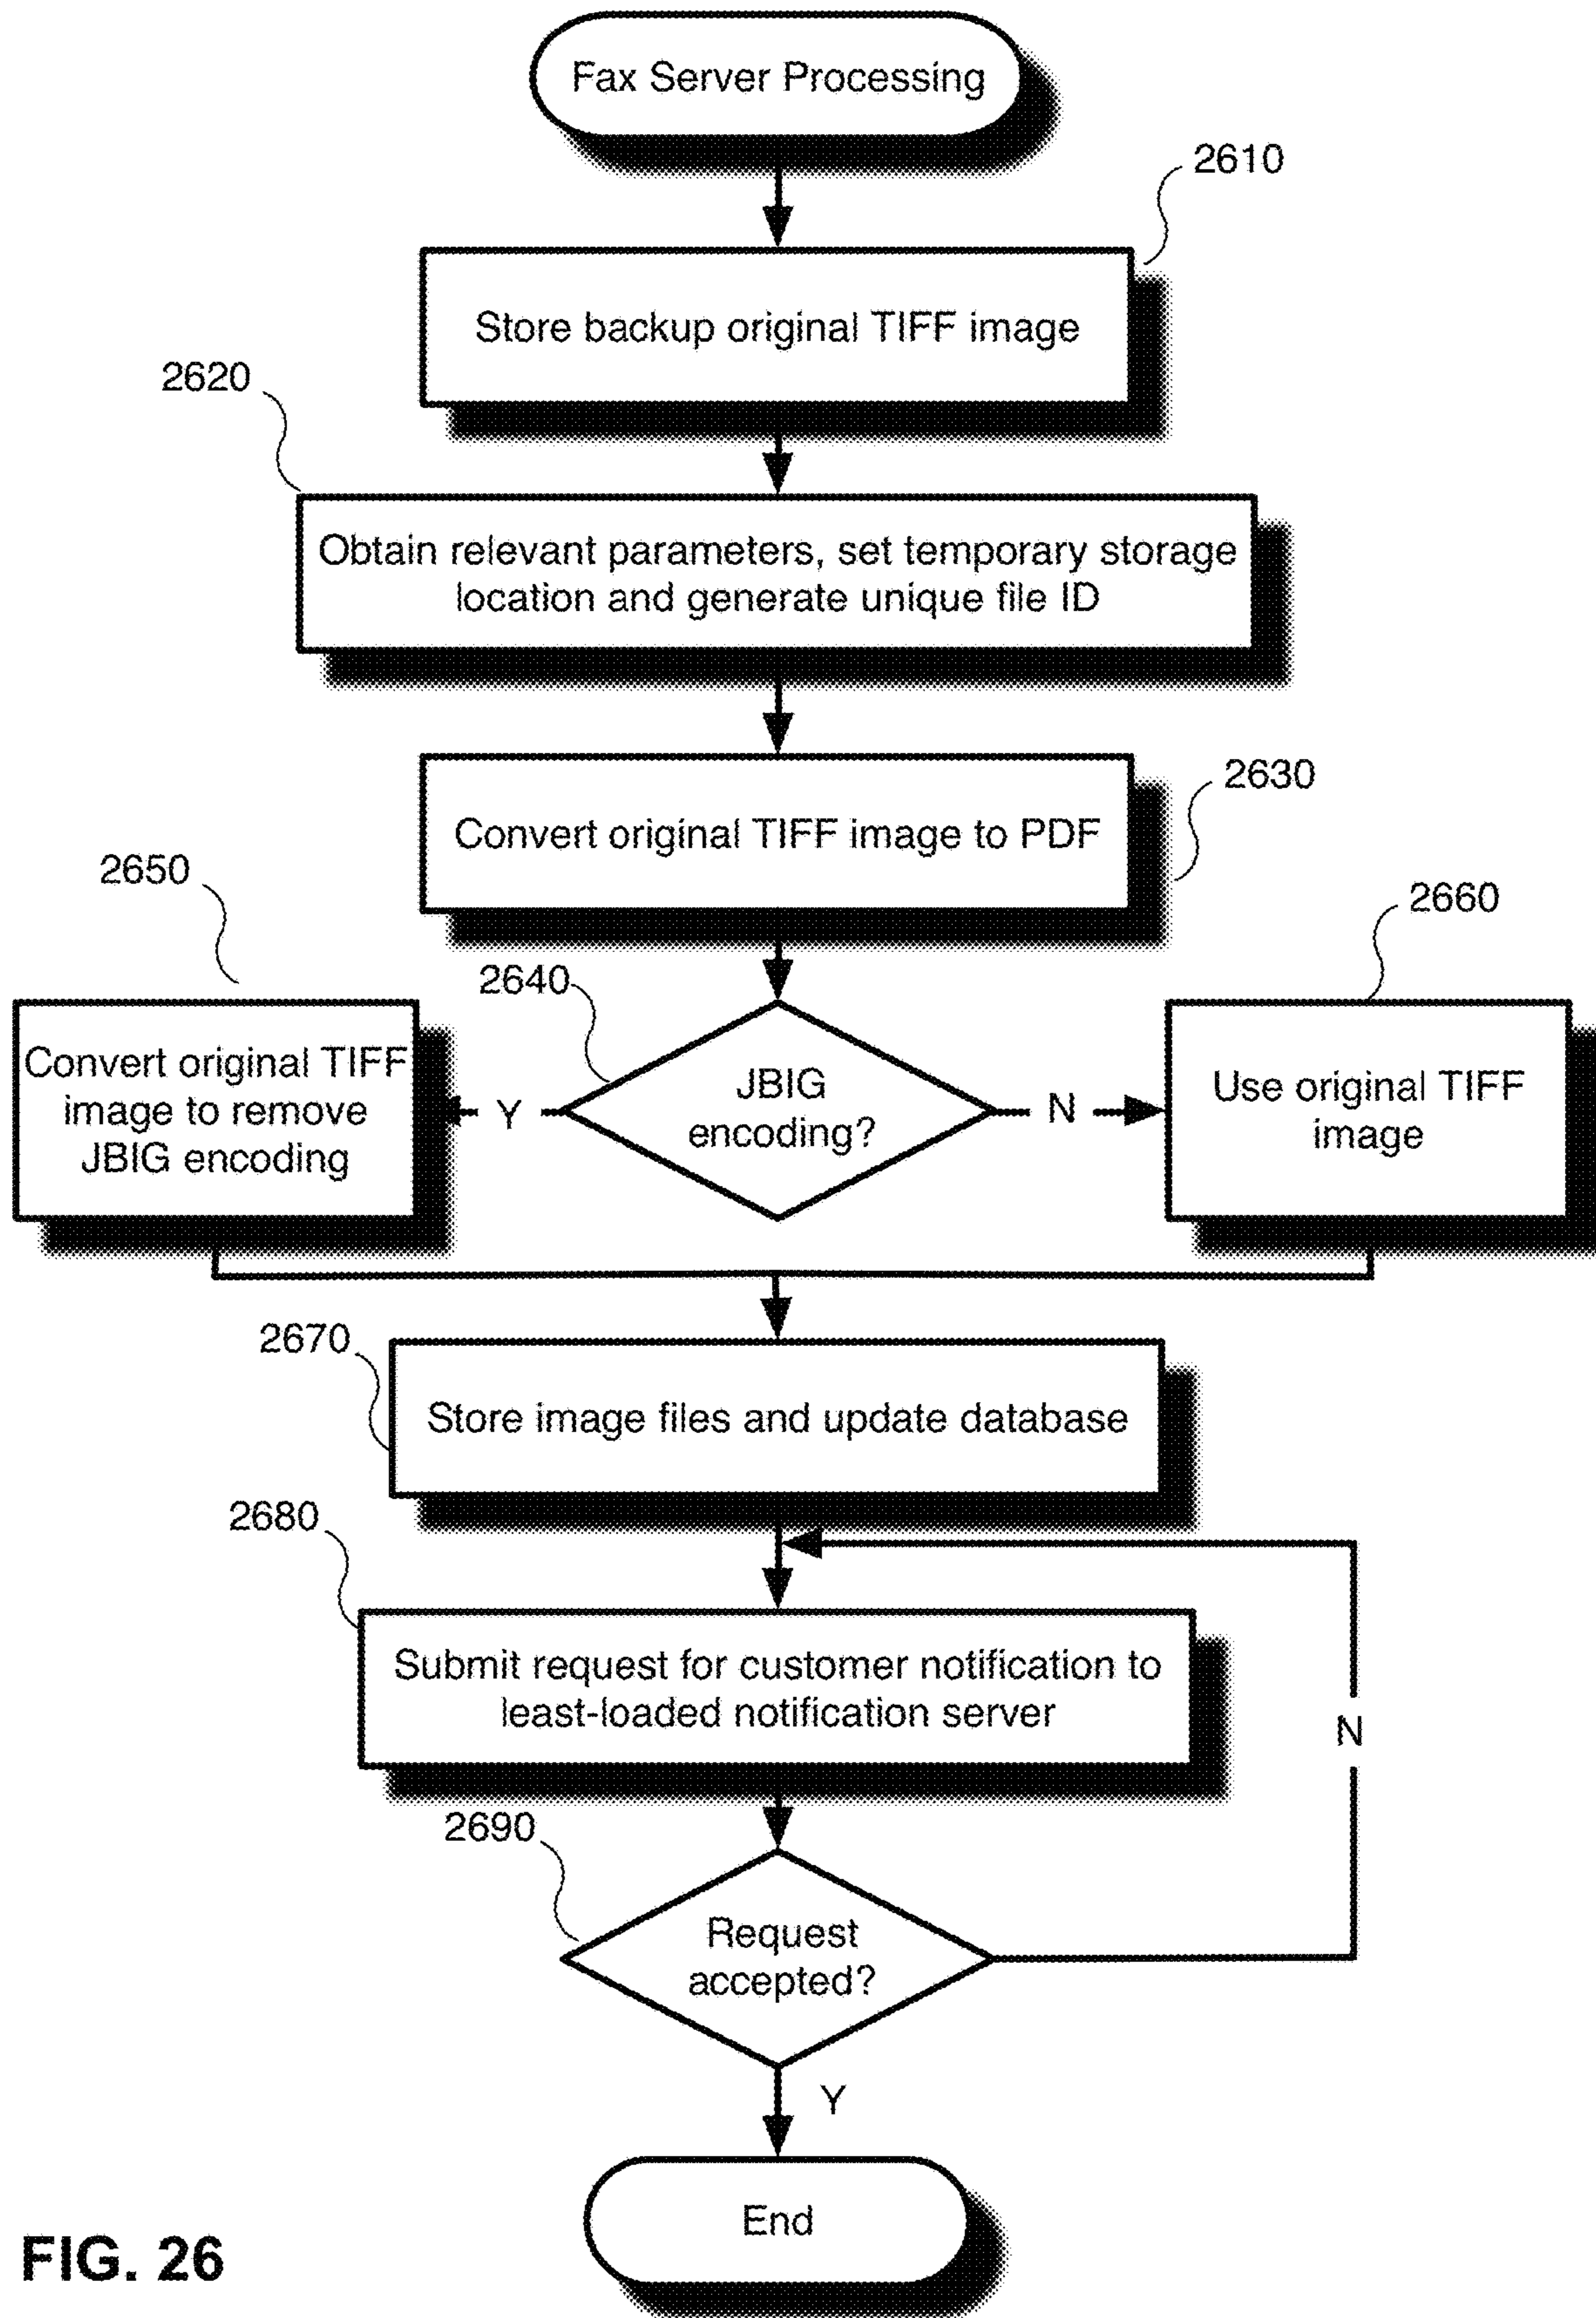 Fax Server Processing
2610
Store backup original TIFF image
2620
Obtain relevant parameters, set temporary storage
location and generate unique file ID
2630
Convert original TIFF image to PDF
2650
2660
2640
Convert original TIFF
image to remove
JBIG encoding
Y
JBIG
encoding?
N
Use original TIFF
image
2670
Store image files and update database
2680
Submit request for customer notification to
least-loaded notification server
N
2690
Request
accepted?
Y
End
FIG. 26